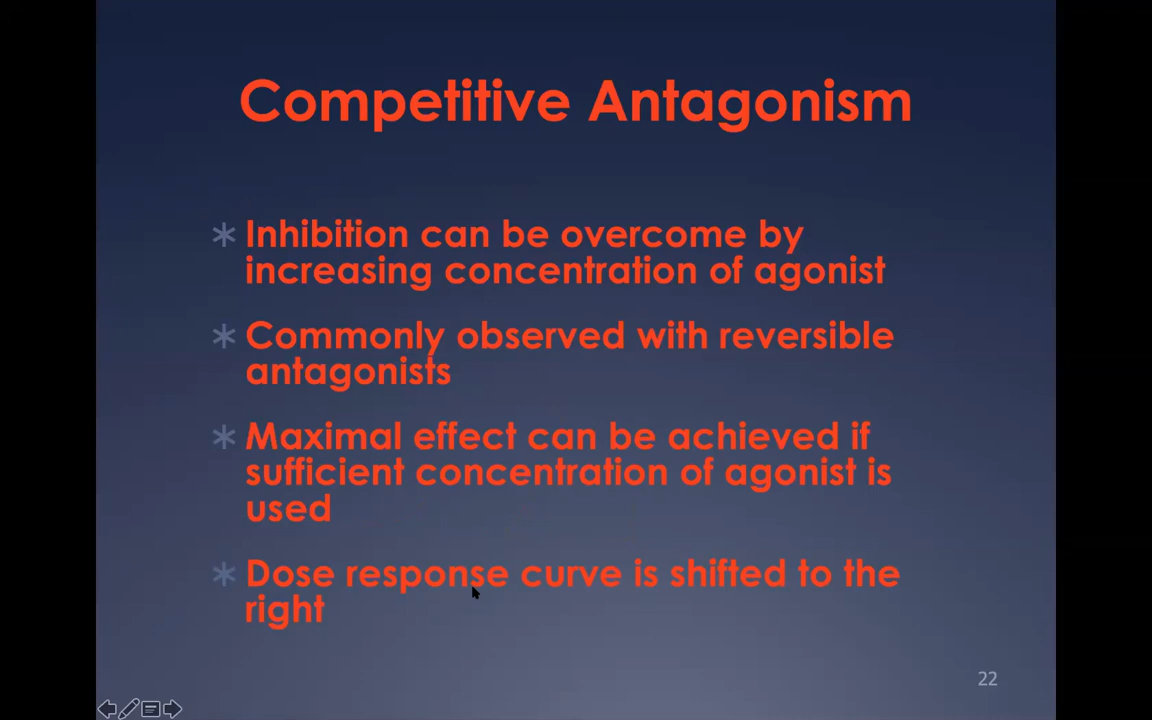 Competitive Antagonism
Inhibition can be overcome by
increasing concentration of agonist
Commonly observed with reversible
antagonists
Maximal effect can be achieved if
sufficient concentration of agonist is
used
Dose response curve is shifted to the
right
22